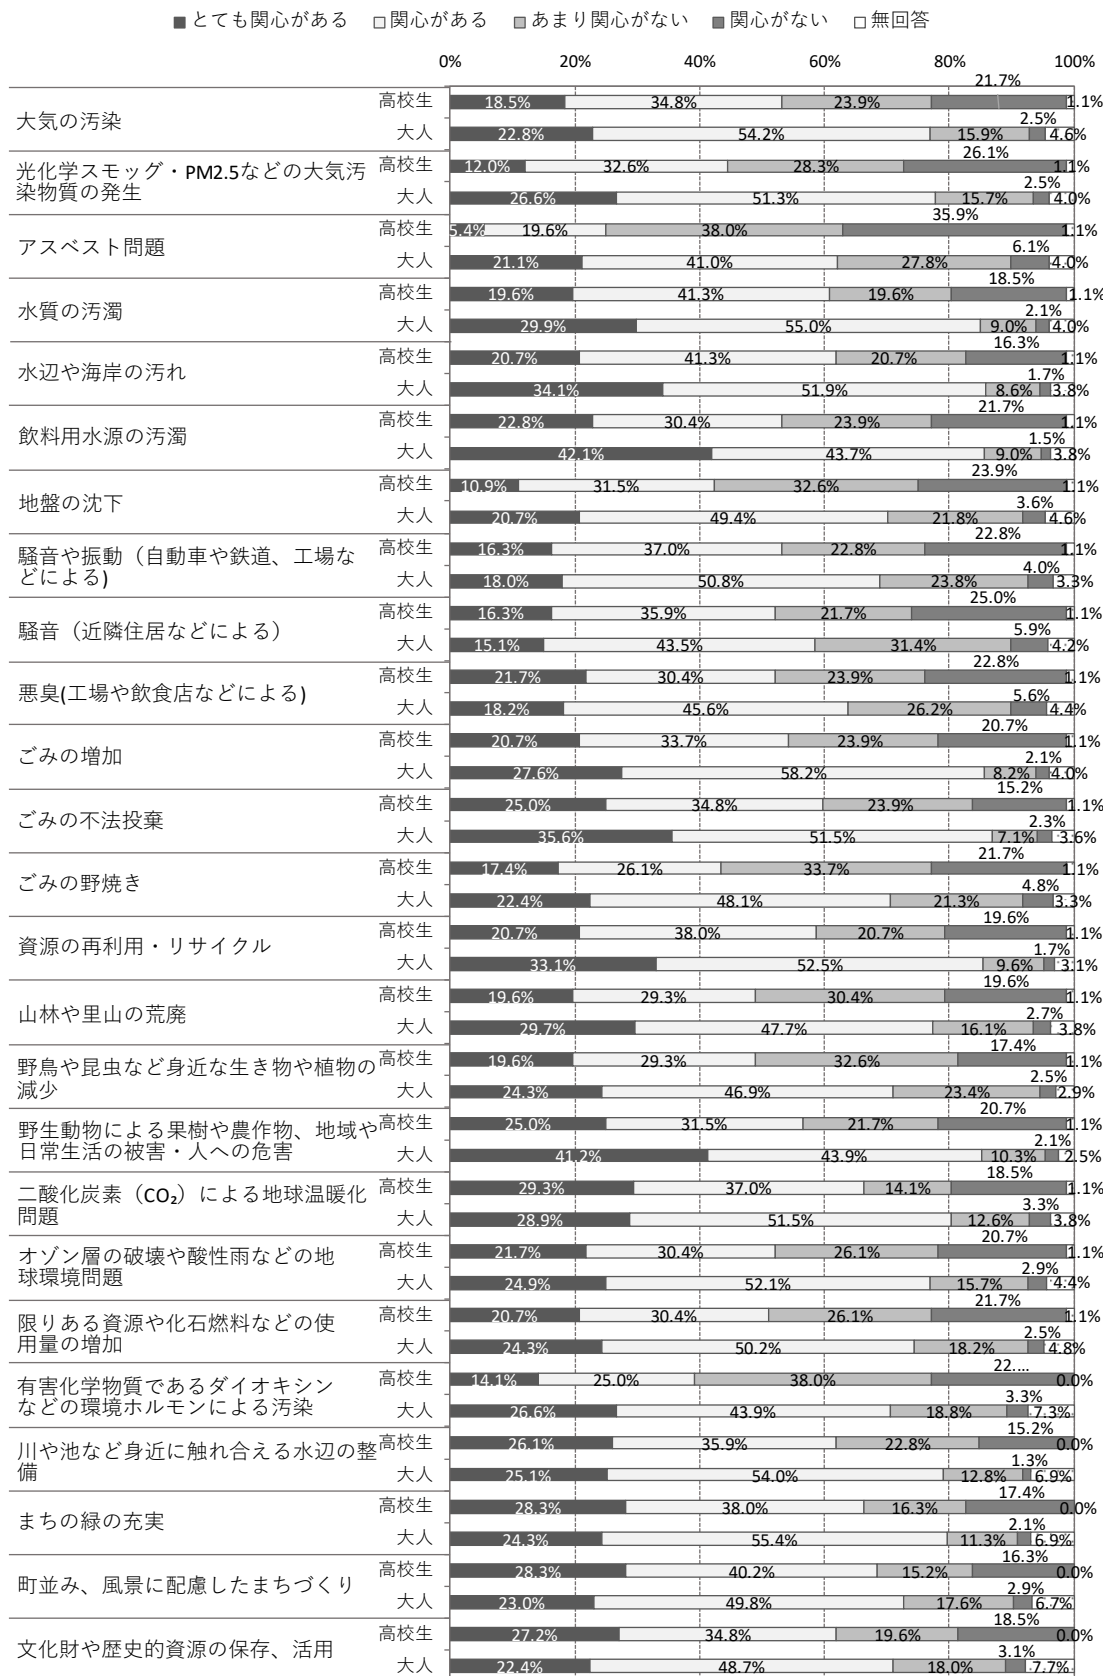 ■とても関心がある □関心がある □あまり関心がない ■関心がない □無回答
0% 20% 40% 60% 80% 100%
大気の汚染
高校生 18.5% 34.8% 23.9% 21.7% 1.1%
大人 22.8% 54.2% 15.9% 2.5% 4.6%
光化学スモッグ・PM2.5などの大気汚
染物質の発生
高校生 12.0% 32.6% 28.3% 26.1% 1.1%
大人 26.6% 51.3% 15.7% 2.5% 4.0%
アスベスト問題
高校生 5.4% 19.6% 38.0% 35.9% 1.1%
大人 21.1% 41.0% 27.8% 6.1% 4.0%
水質の汚濁
高校生 19.6% 41.3% 19.6% 18.5% 1.1%
大人 29.9% 55.0% 9.0% 2.1% 4.0%
水辺や海岸の汚れ
高校生 20.7% 41.3% 20.7% 16.3% 1.1%
大人 34.1% 51.9% 8.6% 1.7% 3.8%
飲料用水源の汚濁
高校生 22.8% 30.4% 23.9% 21.7% 1.1%
大人 42.1% 43.7% 9.0% 1.5% 3.8%
地盤の沈下
高校生 10.9% 31.5% 32.6% 23.9% 1.1%
大人 20.7% 49.4% 21.8% 3.6% 4.6%
騒音や振動（自動車や鉄道、工場な
どによる)
高校生 16.3% 37.0% 22.8% 22.8% 1.1%
大人 18.0% 50.8% 23.8% 4.0% 3.3%
騒音（近隣住居などによる）
高校生 16.3% 35.9% 21.7% 25.0% 1.1%
大人 15.1% 43.5% 31.4% 5.9% 4.2%
悪臭(工場や飲食店などによる)
高校生 21.7% 30.4% 23.9% 22.8% 1.1%
大人 18.2% 45.6% 26.2% 5.6% 4.4%
ごみの増加
高校生 20.7% 33.7% 23.9% 20.7% 1.1%
大人 27.6% 58.2% 8.2% 2.1% 4.0%
ごみの不法投棄
高校生 25.0% 34.8% 23.9% 15.2% 1.1%
大人 35.6% 51.5% 7.1% 2.3% 3.6%
ごみの野焼き
高校生 17.4% 26.1% 33.7% 21.7% 1.1%
大人 22.4% 48.1% 21.3% 4.8% 3.3%
資源の再利用・リサイクル
高校生 20.7% 38.0% 20.7% 19.6% 1.1%
大人 33.1% 52.5% 9.6% 1.7% 3.1%
山林や里山の荒廃
高校生 19.6% 29.3% 30.4% 19.6% 1.1%
大人 29.7% 47.7% 16.1% 2.7% 3.8%
野鳥や昆虫など身近な生き物や植物の
減少
高校生 19.6% 29.3% 32.6% 17.4% 1.1%
大人 24.3% 46.9% 23.4% 2.5% 2.9%
野生動物による果樹や農作物、地域や
日常生活の被害・人への危害
高校生 25.0% 31.5% 21.7% 20.7% 1.1%
大人 41.2% 43.9% 10.3% 2.1% 2.5%
二酸化炭素（CO₂）による地球温暖化
問題
高校生 29.3% 37.0% 14.1% 18.5% 1.1%
大人 28.9% 51.5% 12.6% 3.3% 3.8%
オゾン層の破壊や酸性雨などの地
球環境問題
高校生 21.7% 30.4% 26.1% 20.7% 1.1%
大人 24.9% 52.1% 15.7% 2.9% 4.4%
限りある資源や化石燃料などの使
用量の増加
高校生 20.7% 30.4% 26.1% 21.7% 1.1%
大人 24.3% 50.2% 18.2% 2.5% 4.8%
有害化学物質であるダイオキシン
などの環境ホルモンによる汚染
高校生 14.1% 25.0% 38.0% 22.… 0.0%
大人 26.6% 43.9% 18.8% 3.3% 7.3%
川や池など身近に触れ合える水辺の整
備
高校生 26.1% 35.9% 22.8% 15.2% 0.0%
大人 25.1% 54.0% 12.8% 1.3% 6.9%
まちの緑の充実
高校生 28.3% 38.0% 16.3% 17.4% 0.0%
大人 24.3% 55.4% 11.3% 2.1% 6.9%
町並み、風景に配慮したまちづくり
高校生 28.3% 40.2% 15.2% 16.3% 0.0%
大人 23.0% 49.8% 17.6% 2.9% 6.7%
文化財や歴史的資源の保存、活用
高校生 27.2% 34.8% 19.6% 18.5% 0.0%
大人 22.4% 48.7% 18.0% 3.1% 7.7%